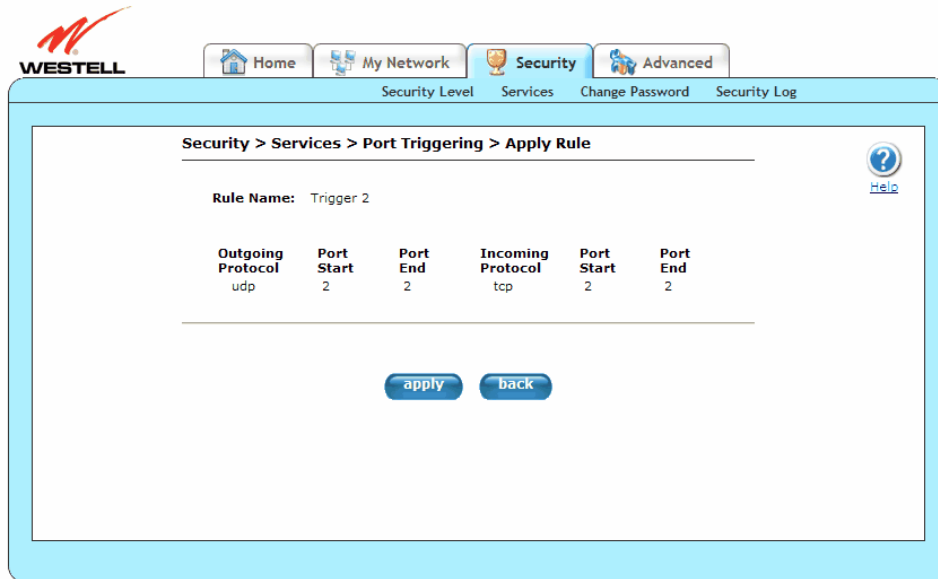 WESTELL
Home My Network Security Advanced
Security Level Services Change Password Security Log
Security > Services > Port Triggering > Apply Rule
Help
Rule Name: Trigger 2
Outgoing Port Port Incoming Port Port
Protocol Start End Protocol Start End
udp 2 2 tcp 2 2
apply back